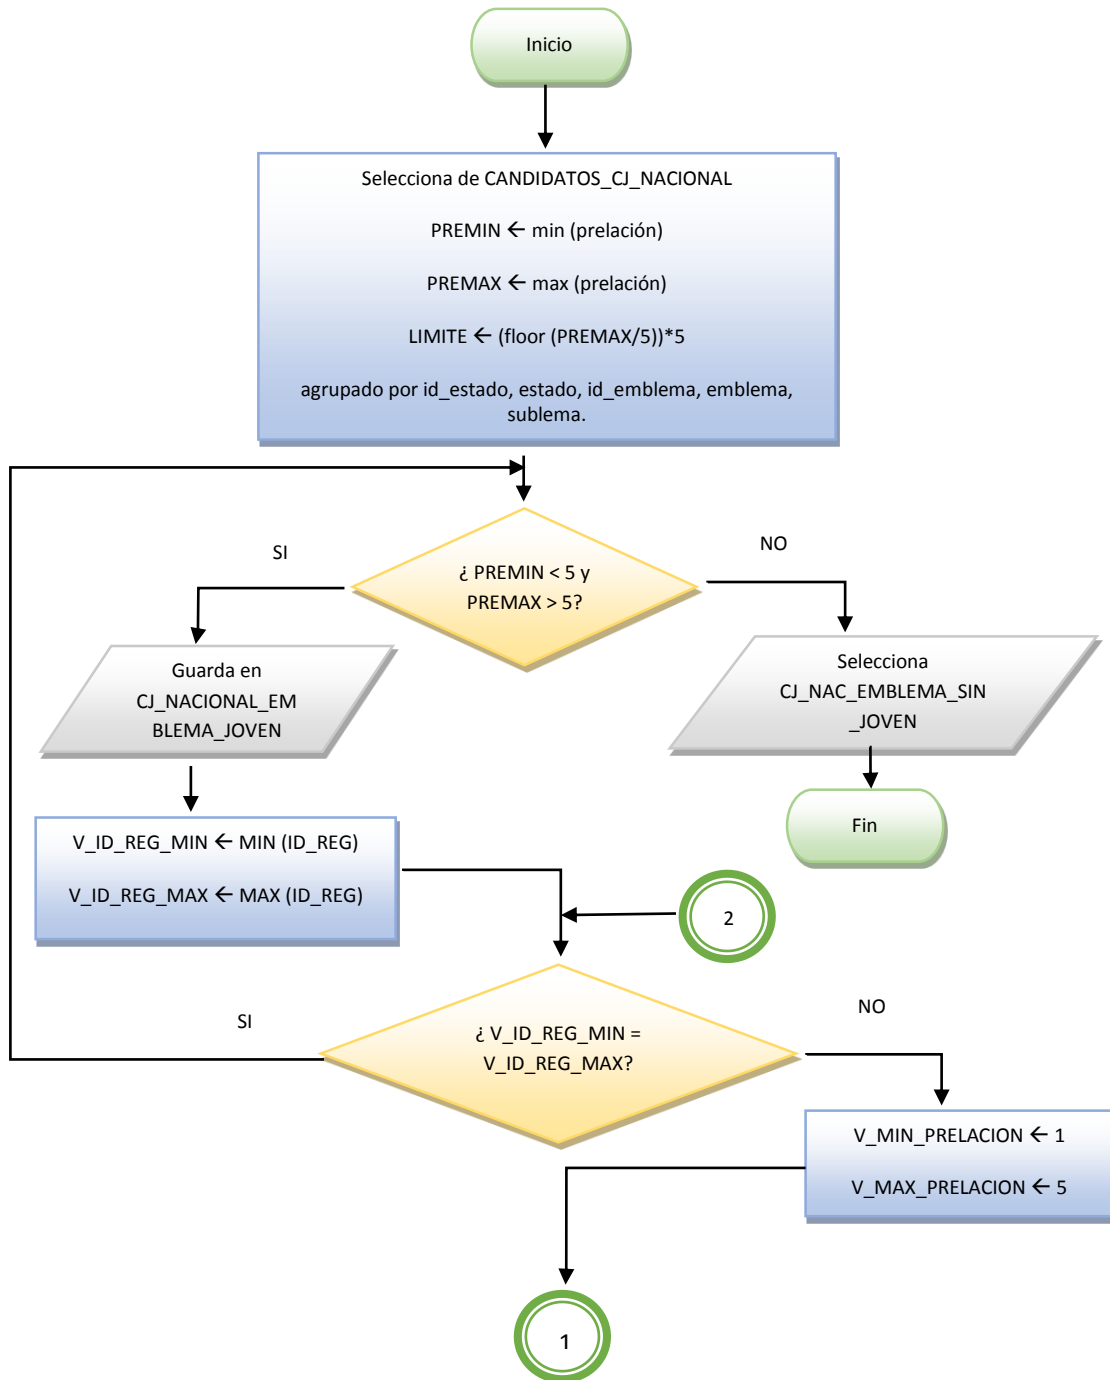 Inicio
Selecciona de CANDIDATOS_CJ_NACIONAL
PREMIN ← min (prelación)
PREMAX ← max (prelación)
LIMITE ← (floor (PREMAX/5))*5
agrupado por id_estado, estado, id_emblema, emblema,
sublema.
SI
NO
¿ PREMIN < 5 y
PREMAX > 5?
Guarda en
CJ_NACIONAL_EM
BLEMA_JOVEN
Selecciona
CJ_NAC_EMBLEMA_SIN
_JOVEN
Fin
V_ID_REG_MIN ← MIN (ID_REG)
V_ID_REG_MAX ← MAX (ID_REG)
2
SI
NO
¿ V_ID_REG_MIN =
V_ID_REG_MAX?
V_MIN_PRELACION ← 1
V_MAX_PRELACION ← 5
1